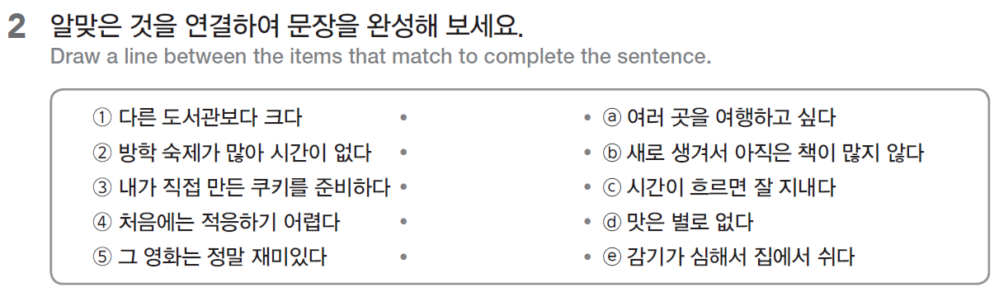 2 알맞은 것을 연결하여 문장을 완성해 보세요.
Draw a line between the items that match to complete the sentence.
① 다른 도서관보다 크다 • • ⓐ 여러 곳을 여행하고 싶다
② 방학 숙제가 많아 시간이 없다 • • ⓑ 새로 생겨서 아직은 책이 많지 않다
③ 내가 직접 만든 쿠키를 준비하다 • • ⓒ 시간이 흐르면 잘 지내다
④ 처음에는 적응하기 어렵다 • • ⓓ 맛은 별로 없다
⑤ 그 영화는 정말 재미있다 • • ⓔ 감기가 심해서 집에서 쉬다